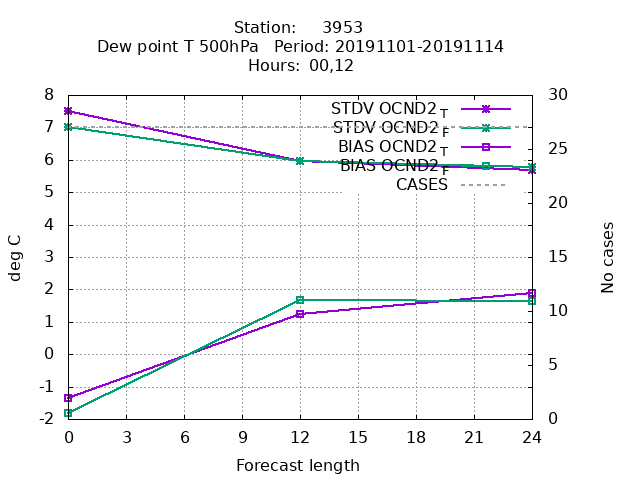 Station: 3953
Dew point T 500hPa Period: 20191101-20191114
Hours: 00,12
8
7
6
5
4
3
2
1
0
-1
-2
deg C
STDV OCND2 T
STDV OCND2 F
BIAS OCND2 T
BIAS OCND2 F
CASES
30
25
20
15
10
5
0
No cases
0 3 6 9 12 15 18 21 24
Forecast length